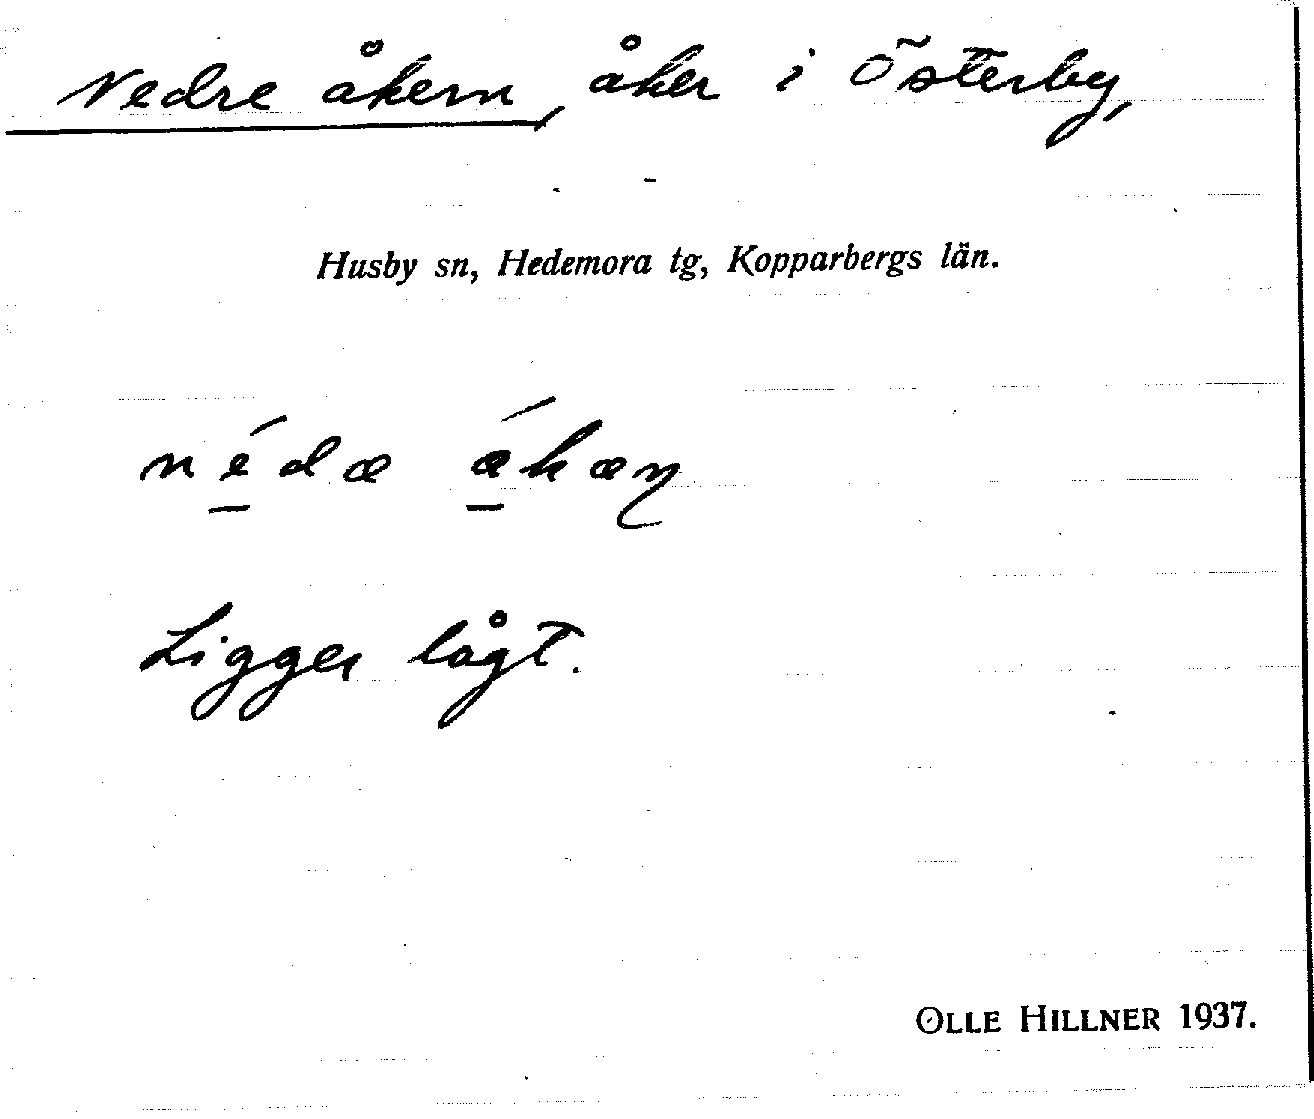 Nedre åkern, åker i Österby,
Husby sn, Hedemora tg, Kopparbergs län.
Ligger lågt.
OLLE HILLNER 1937.